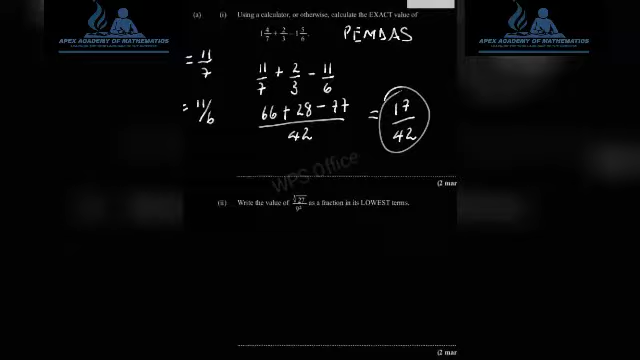 APEX ACADEMY OF MATHEMATICS
APEX ACADEMY OF MATHEMATICS
(a) (i) Using a calculator, or otherwise, calculate the EXACT value of
1 4/7 + 2/3 − 1 5/6. PEMDAS
= 11/7
11/7 + 2/3 − 11/6
= 11/6
66 + 28 − 77 / 42 = 17/42
WPS Office
(2 mar
(ii) Write the value of ∛27 / 9² as a fraction in its LOWEST terms.
(2 mar